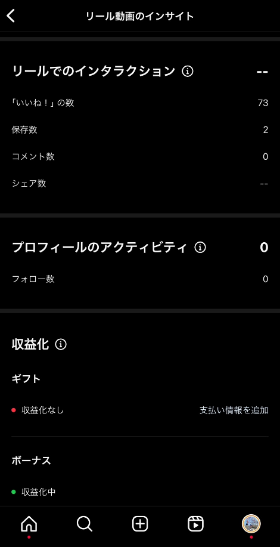 リール動画のインサイト
リールでのインタラクション --
「いいね！」の数 73
保存数 2
コメント数 0
シェア数 --
プロフィールのアクティビティ 0
フォロー数 0
収益化
ギフト
収益化なし 支払い情報を追加
ボーナス
収益化中